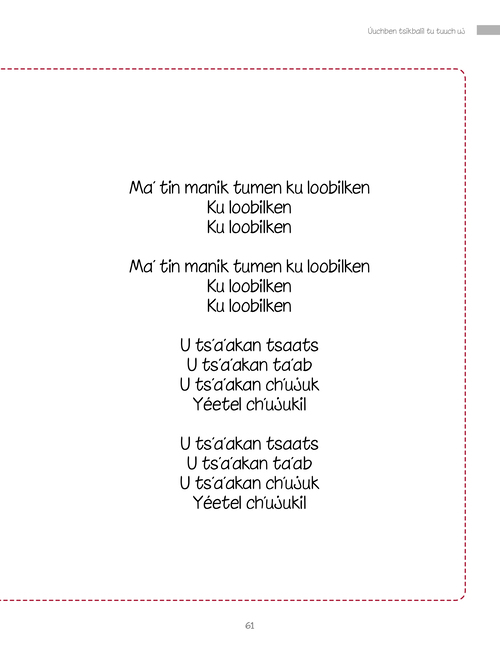 Úuchben tsikbalil tu tuuch uj
Ma' tin manik tumen ku loobilken
Ku loobilken
Ku loobilken
Ma' tin manik tumen ku loobilken
Ku loobilken
Ku loobilken
U ts'a'akan tsaats
U ts'a'akan ta'ab
U ts'a'akan ch'ujuk
Yéetel ch'ujukil
U ts'a'akan tsaats
U ts'a'akan ta'ab
U ts'a'akan ch'ujuk
Yéetel ch'ujukil
61